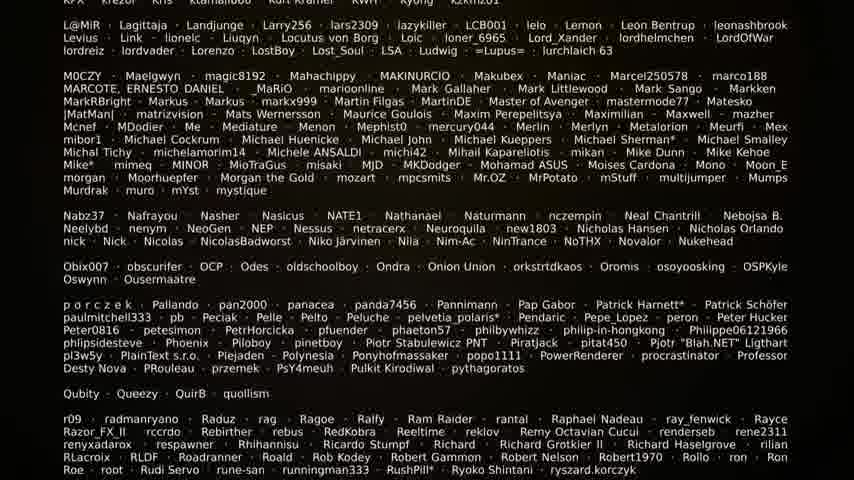 L@MiR · Lagittaja · Landjunge · Larry256 · lars2309 · lazykiller · LCB001 · lelo · Lemon · Leon Bentrup · leonashbrook
Levius · Link · lionelc · Liuqyn · Locutus von Borg · Loic · loner_6965 · Lord_Xander · lordhelmchen · LordOfWar
lordreiz · lordvader · Lorenzo · LostBoy · Lost_Soul · LSA · Ludwig · =Lupus= · lurchlaich 63
M0CZY · Maelgwyn · magic8192 · Mahachippy · MAKINURCIO · Makubex · Maniac · Marcel250578 · marco188
MARCOTE, ERNESTO DANIEL · _MaRiO · marioonline · Mark Gallaher · Mark Littlewood · Mark Sango · Markken
MarkRBright · Markus · Markus · markx999 · Martin Filgas · MartinDE · Master of Avenger · mastermode77 · Matesko
|MatMan| · matrizvision · Mats Wernersson · Maurice Goulois · Maxim Perepelitsya · Maximilian · Maxwell · mazher
Mcnef · MDodier · Me · Mediature · Menon · Mephist0 · mercury044 · Merlin · Merlyn · Metalorion · Meurfi · Mex
mibor1 · Michael Cockrum · Michael Huenicke · Michael John · Michael Kueppers · Michael Sherman* · Michael Smalley
Michal Tichy · michelamorim14 · Michele ANSALDI · michi42 · Mihail Kapareliotis · mikan · Mike Dunn · Mike Kehoe
Mike* · mimeq · MINOR · MioTraGus · misaki · MJD · MKDodger · Mohamad ASUS · Moises Cardona · Mono · Moon_E
morgan · Moorhuepfer · Morgan the Gold · mozart · mpcsmits · Mr.OZ · MrPotato · mStuff · multijumper · Mumps
Murdrak · muro · mYst · mystique
Nabz37 · Nafrayou · Nasher · Nasicus · NATE1 · Nathanael · Naturmann · nczempin · Neal Chantrill · Nebojsa B.
Neelybd · nenym · NeoGen · NEP · Nessus · netracerx · Neuroquila · new1803 · Nicholas Hansen · Nicholas Orlando
nick · Nick · Nicolas · NicolasBadworst · Niko Järvinen · Nila · Nim-Ac · NinTrance · NoTHX · Novalor · Nukehead
Obix007 · obscurifer · OCP · Odes · oldschoolboy · Ondra · Onion Union · orkstrtdkaos · Oromis · osoyoosking · OSPKyle
Oswynn · Ousermaatre
p ø r c z e k · Pallando · pan2000 · panacea · panda7456 · Pannimann · Pap Gabor · Patrick Harnett* · Patrick Schöfer
paulmitchell333 · pb · Peciak · Pelle · Pelto · Peluche · pelvetia_polaris* · Pendaric · Pepe_Lopez · peron · Peter Hucker
Peter0816 · petesimon · PetrHorcicka · pfuender · phaeton57 · philbywhizz · philip-in-hongkong · Philippe06121966
phlipsidesteve · Phoenix · Piloboy · pinetboy · Piotr Stabulewicz PNT · PiratJack · pitat450 · Pjotr "Blah.NET" Ligthart
pl3w5y · PlainText s.r.o. · Plejaden · Polynesia · Ponyhofmassaker · popo1111 · PowerRenderer · procrastinator · Professor
Desty Nova · PRouleau · przemek · PsY4meuh · Pulkit Kirodiwal · pythagoratos
Qubity · Queezy · QuirB · quollism
r09 · radmanryano · Raduz · rag · Ragoe · Ralfy · Ram Raider · rantal · Raphael Nadeau · ray_fenwick · Rayce
Razor_FX_II · rccrdo · Rebirther · rebus · RedKobra · Reeltime · reklov · Remy Octavian Cucui · renderseb · rene2311
renyxadarox · respawner · Rhihannisu · Ricardo Stumpf · Richard · Richard Grotkier II · Richard Haselgrove · rilian
RLacroix · RLDF · Roadranner · Roald · Rob Kodey · Robert Gammon · Robert Nelson · Robert1970 · Rollo · ron · Ron
Roe · root · Rudi Servo · rune-san · runningman333 · RushPill* · Ryoko Shintani · ryszard.korczyk